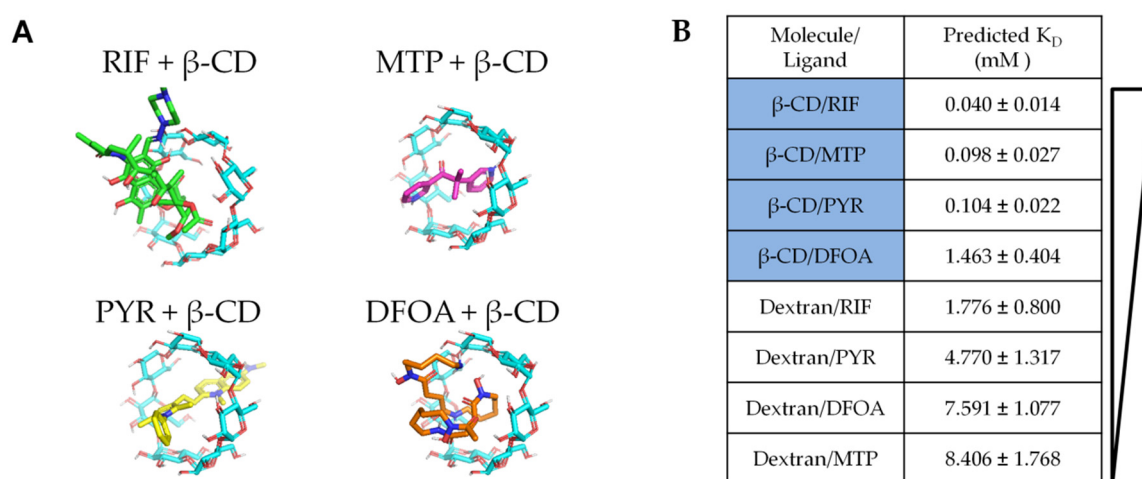 A
RIF + β-CD
MTP + β-CD
PYR + β-CD
DFOA + β-CD
B
Molecule/ Predicted K_D
Ligand (mM )
β-CD/RIF 0.040 ± 0.014
β-CD/MTP 0.098 ± 0.027
β-CD/PYR 0.104 ± 0.022
β-CD/DFOA 1.463 ± 0.404
Dextran/RIF 1.776 ± 0.800
Dextran/PYR 4.770 ± 1.317
Dextran/DFOA 7.591 ± 1.077
Dextran/MTP 8.406 ± 1.768